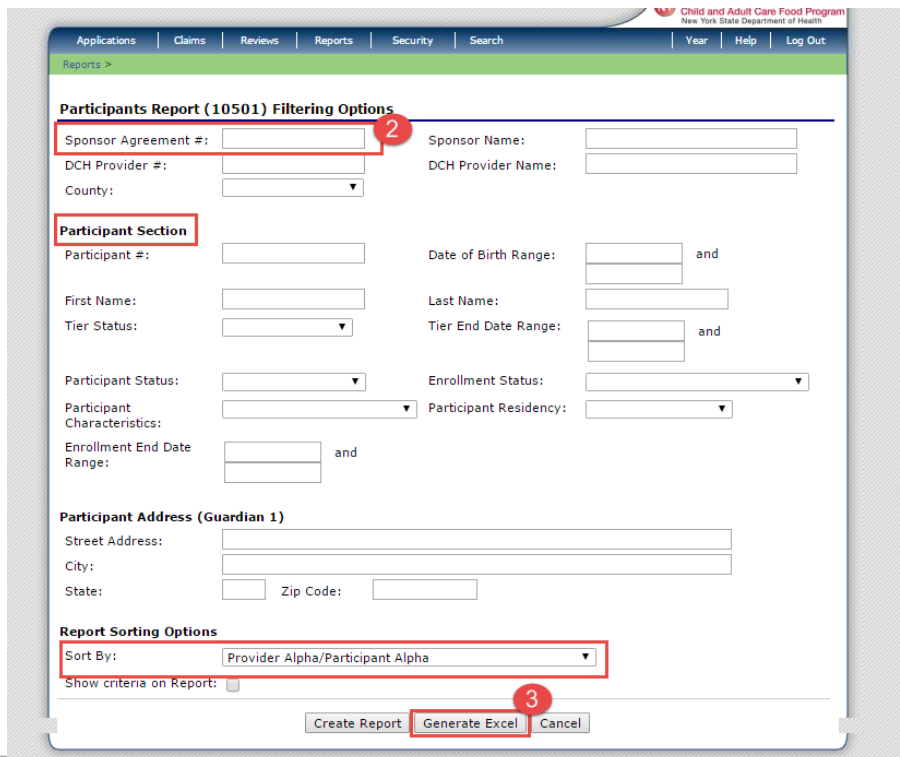 Child and Adult Care Food Program
New York State Department of Health
Applications Claims Reviews Reports Security Search Year Help Log Out
Reports >
Participants Report (10501) Filtering Options
2
Sponsor Agreement #: Sponsor Name:
DCH Provider #: DCH Provider Name:
County:
Participant Section
Participant #: Date of Birth Range: and
First Name: Last Name:
Tier Status: Tier End Date Range: and
Participant Status: Enrollment Status:
Participant Characteristics: Participant Residency:
Enrollment End Date Range: and
Participant Address (Guardian 1)
Street Address:
City:
State: Zip Code:
Report Sorting Options
Sort By: Provider Alpha/Participant Alpha
Show criteria on Report:
3
Create Report Generate Excel Cancel